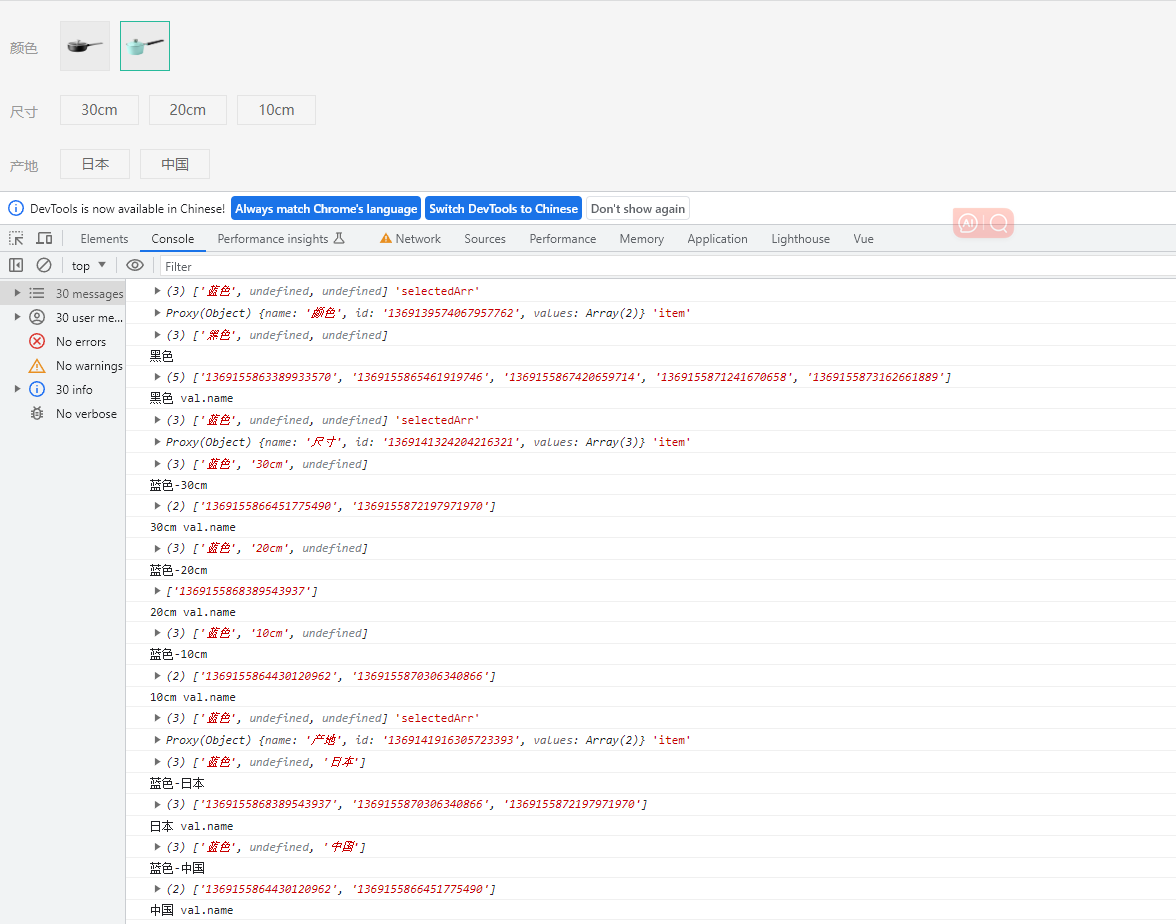 颜色
尺寸 30cm 20cm 10cm
产地 日本 中国
DevTools is now available in Chinese! Always match Chrome's language Switch DevTools to Chinese Don't show again
AI
Elements Console Performance insights Network Sources Performance Memory Application Lighthouse Vue
top Filter
30 messages
30 user me...
No errors
No warnings
30 info
No verbose
(3) ['蓝色', undefined, undefined] 'selectedArr'
Proxy(Object) {name: '颜色', id: '1369139574067957762', values: Array(2)} 'item'
(3) ['黑色', undefined, undefined]
黑色
(5) ['1369155863389933570', '1369155865461919746', '1369155867420659714', '1369155871241670658', '1369155873162661889']
黑色 val.name
(3) ['蓝色', undefined, undefined] 'selectedArr'
Proxy(Object) {name: '尺寸', id: '1369141324204216321', values: Array(3)} 'item'
(3) ['蓝色', '30cm', undefined]
蓝色-30cm
(2) ['1369155866451775490', '1369155872197971970']
30cm val.name
(3) ['蓝色', '20cm', undefined]
蓝色-20cm
['1369155868389543937']
20cm val.name
(3) ['蓝色', '10cm', undefined]
蓝色-10cm
(2) ['1369155864430120962', '1369155870306340866']
10cm val.name
(3) ['蓝色', undefined, undefined] 'selectedArr'
Proxy(Object) {name: '产地', id: '1369141916305723393', values: Array(2)} 'item'
(3) ['蓝色', undefined, '日本']
蓝色-日本
(3) ['1369155868389543937', '1369155870306340866', '1369155872197971970']
日本 val.name
(3) ['蓝色', undefined, '中国']
蓝色-中国
(2) ['1369155864430120962', '1369155866451775490']
中国 val.name